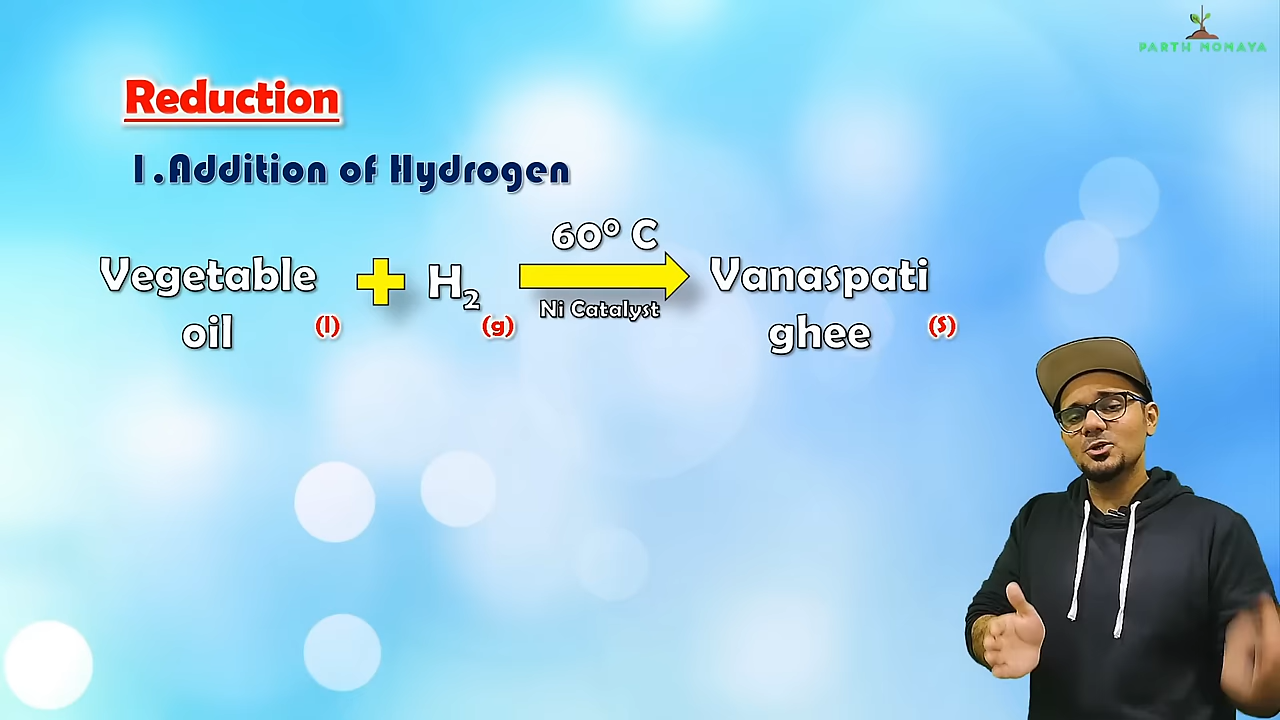 PARTH MOMAYA
Reduction
1.Addition of Hydrogen
60° C
Vegetable + H2 Vanaspati
Ni Catalyst
oil (l) (g) ghee (s)